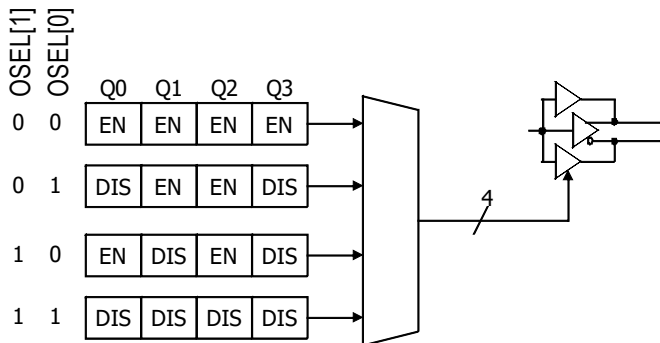 OSEL[1] OSEL[0]
Q0 Q1 Q2 Q3
0 0 EN EN EN EN
0 1 DIS EN EN DIS
4
1 0 EN DIS EN DIS
1 1 DIS DIS DIS DIS